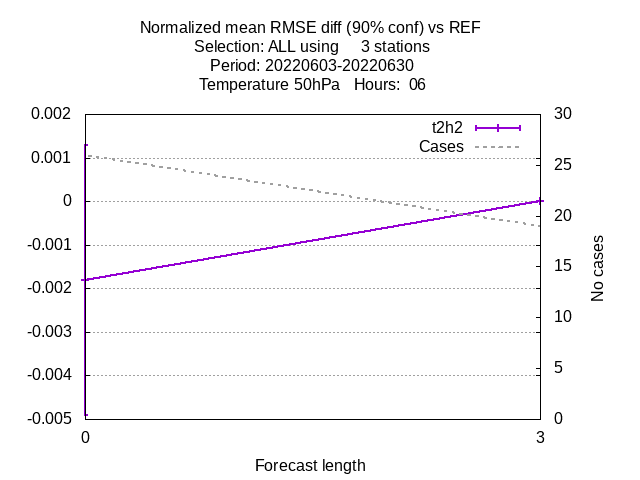 Normalized mean RMSE diff (90% conf) vs REF
Selection: ALL using     3 stations
Period: 20220603-20220630
Temperature 50hPa   Hours:  06
t2h2
Cases
0.002
0.001
0
-0.001
-0.002
-0.003
-0.004
-0.005
30
25
20
15
10
5
0
No cases
0
3
Forecast length